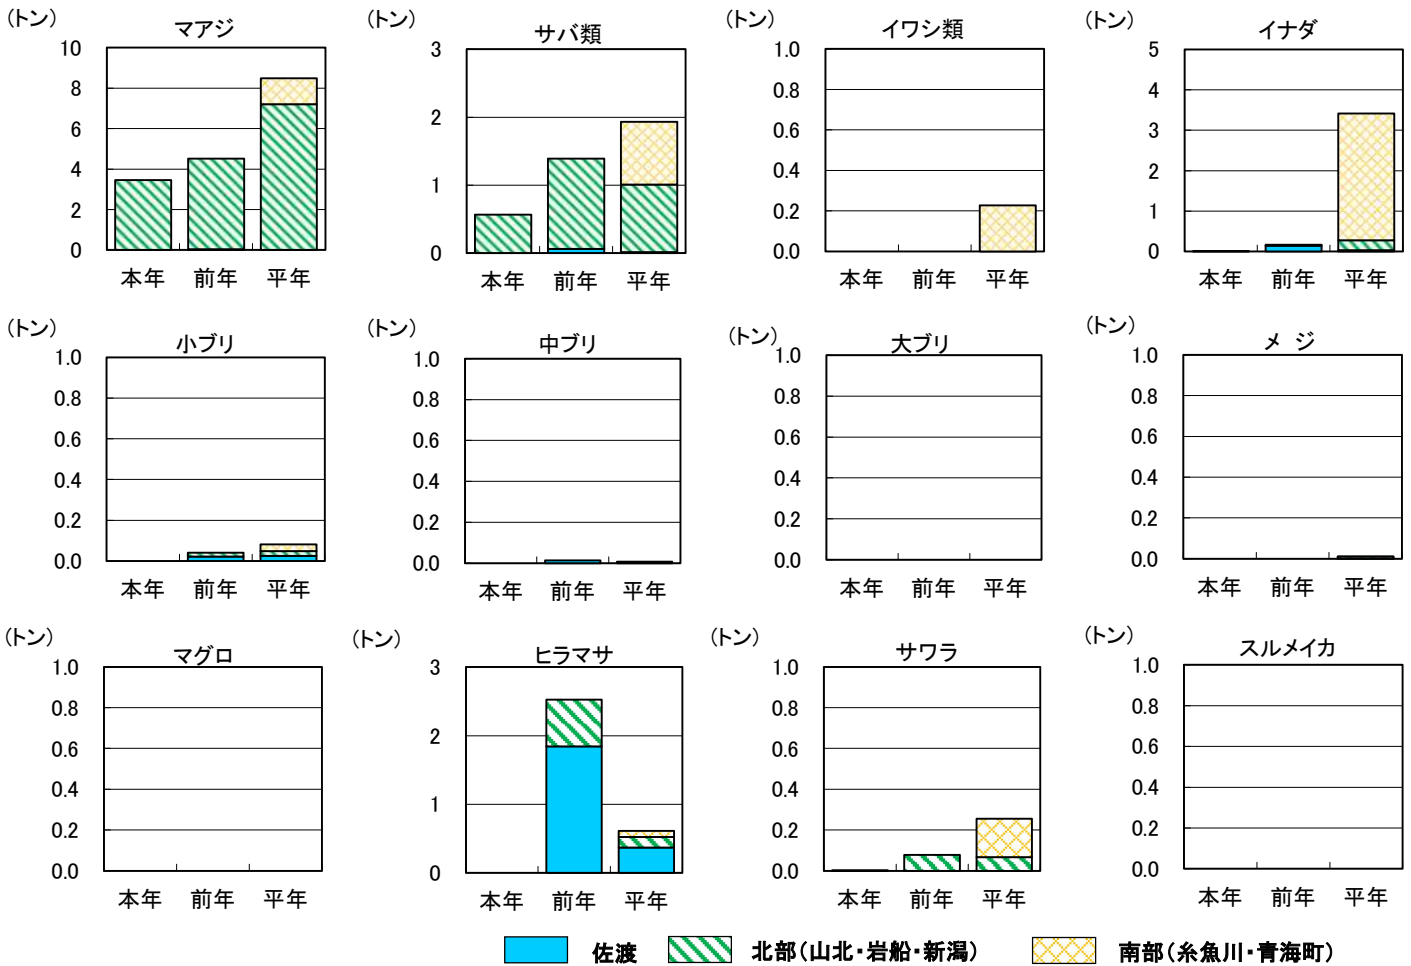 (トン) マアジ
10
8
6
4
2
0
本年 前年 平年
(トン) サバ類
3
2
1
0
本年 前年 平年
(トン) イワシ類
1.0
0.8
0.6
0.4
0.2
0.0
本年 前年 平年
(トン) イナダ
5
4
3
2
1
0
本年 前年 平年
(トン) 小ブリ
1.0
0.8
0.6
0.4
0.2
0.0
本年 前年 平年
(トン) 中ブリ
1.0
0.8
0.6
0.4
0.2
0.0
本年 前年 平年
(トン) 大ブリ
1.0
0.8
0.6
0.4
0.2
0.0
本年 前年 平年
(トン) メ ジ
1.0
0.8
0.6
0.4
0.2
0.0
本年 前年 平年
(トン) マグロ
1.0
0.8
0.6
0.4
0.2
0.0
本年 前年 平年
(トン) ヒラマサ
3
2
1
0
本年 前年 平年
(トン) サワラ
1.0
0.8
0.6
0.4
0.2
0.0
本年 前年 平年
(トン) スルメイカ
1.0
0.8
0.6
0.4
0.2
0.0
本年 前年 平年
佐渡 北部(山北・岩船・新潟) 南部(糸魚川・青海町)